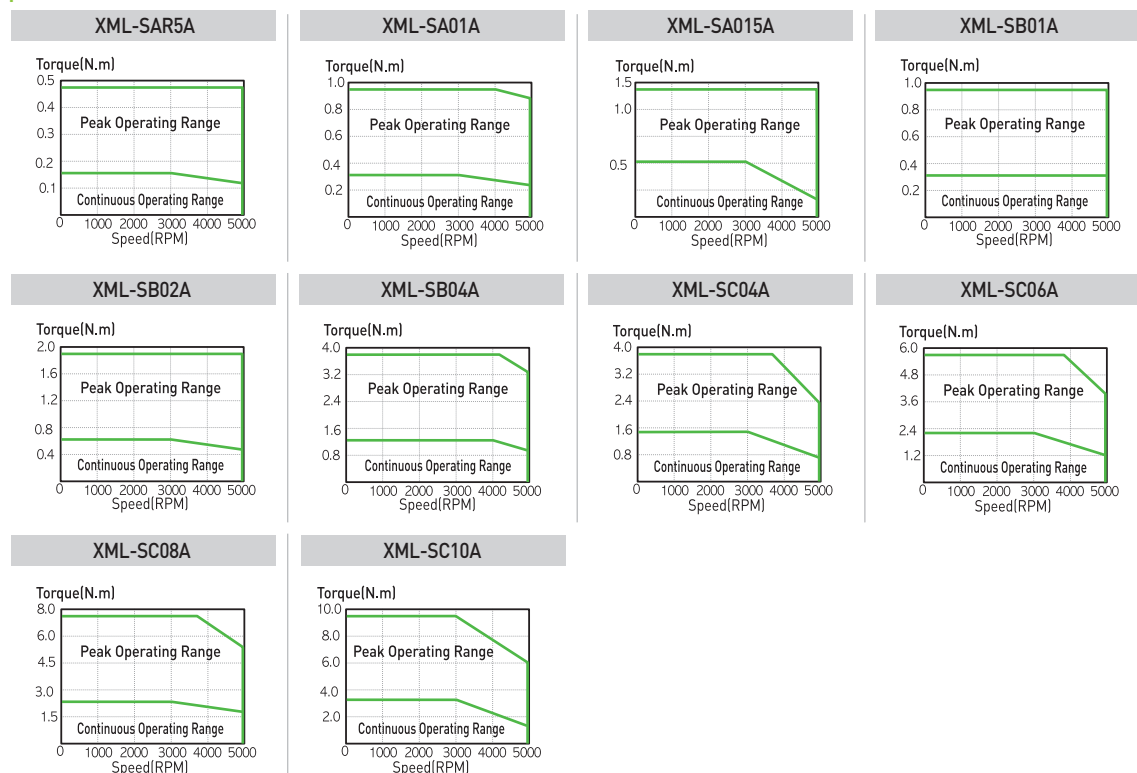 XML-SAR5A
Torque(N.m)
0.5
0.4
0.3
0.2
0.1
Peak Operating Range
Continuous Operating Range
0 1000 2000 3000 4000 5000
Speed(RPM)
XML-SA01A
Torque(N.m)
1.0
0.8
0.6
0.4
0.2
Peak Operating Range
Continuous Operating Range
0 1000 2000 3000 4000 5000
Speed(RPM)
XML-SA015A
Torque(N.m)
1.5
1.0
0.5
Peak Operating Range
Continuous Operating Range
0 1000 2000 3000 4000 5000
Speed(RPM)
XML-SB01A
Torque(N.m)
1.0
0.8
0.6
0.4
0.2
Peak Operating Range
Continuous Operating Range
0 1000 2000 3000 4000 5000
Speed(RPM)
XML-SB02A
Torque(N.m)
2.0
1.6
1.2
0.8
0.4
Peak Operating Range
Continuous Operating Range
0 1000 2000 3000 4000 5000
Speed(RPM)
XML-SB04A
Torque(N.m)
4.0
3.2
2.4
1.6
0.8
Peak Operating Range
Continuous Operating Range
0 1000 2000 3000 4000 5000
Speed(RPM)
XML-SC04A
Torque(N.m)
4.0
3.2
2.4
1.6
0.8
Peak Operating Range
Continuous Operating Range
0 1000 2000 3000 4000 5000
Speed(RPM)
XML-SC06A
Torque(N.m)
6.0
4.8
3.6
2.4
1.2
Peak Operating Range
Continuous Operating Range
0 1000 2000 3000 4000 5000
Speed(RPM)
XML-SC08A
Torque(N.m)
8.0
6.0
4.5
3.0
1.5
Peak Operating Range
Continuous Operating Range
0 1000 2000 3000 4000 5000
Speed(RPM)
XML-SC10A
Torque(N.m)
10.0
8.0
6.0
4.0
2.0
Peak Operating Range
Continuous Operating Range
0 1000 2000 3000 4000 5000
Speed(RPM)